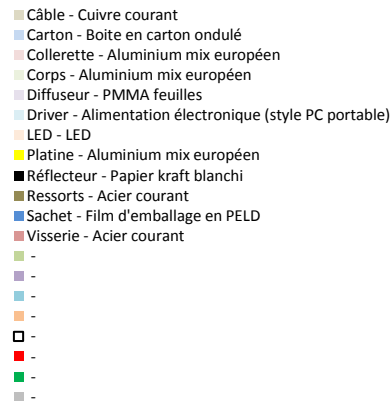 Câble - Cuivre courant
Carton - Boite en carton ondulé
Collerette - Aluminium mix européen
Corps - Aluminium mix européen
Diffuseur - PMMA feuilles
Driver - Alimentation électronique (style PC portable)
LED - LED
Platine - Aluminium mix européen
Réflecteur - Papier kraft blanchi
Ressorts - Acier courant
Sachet - Film d'emballage en PELD
Visserie - Acier courant
-
-
-
-
-
-
-
-